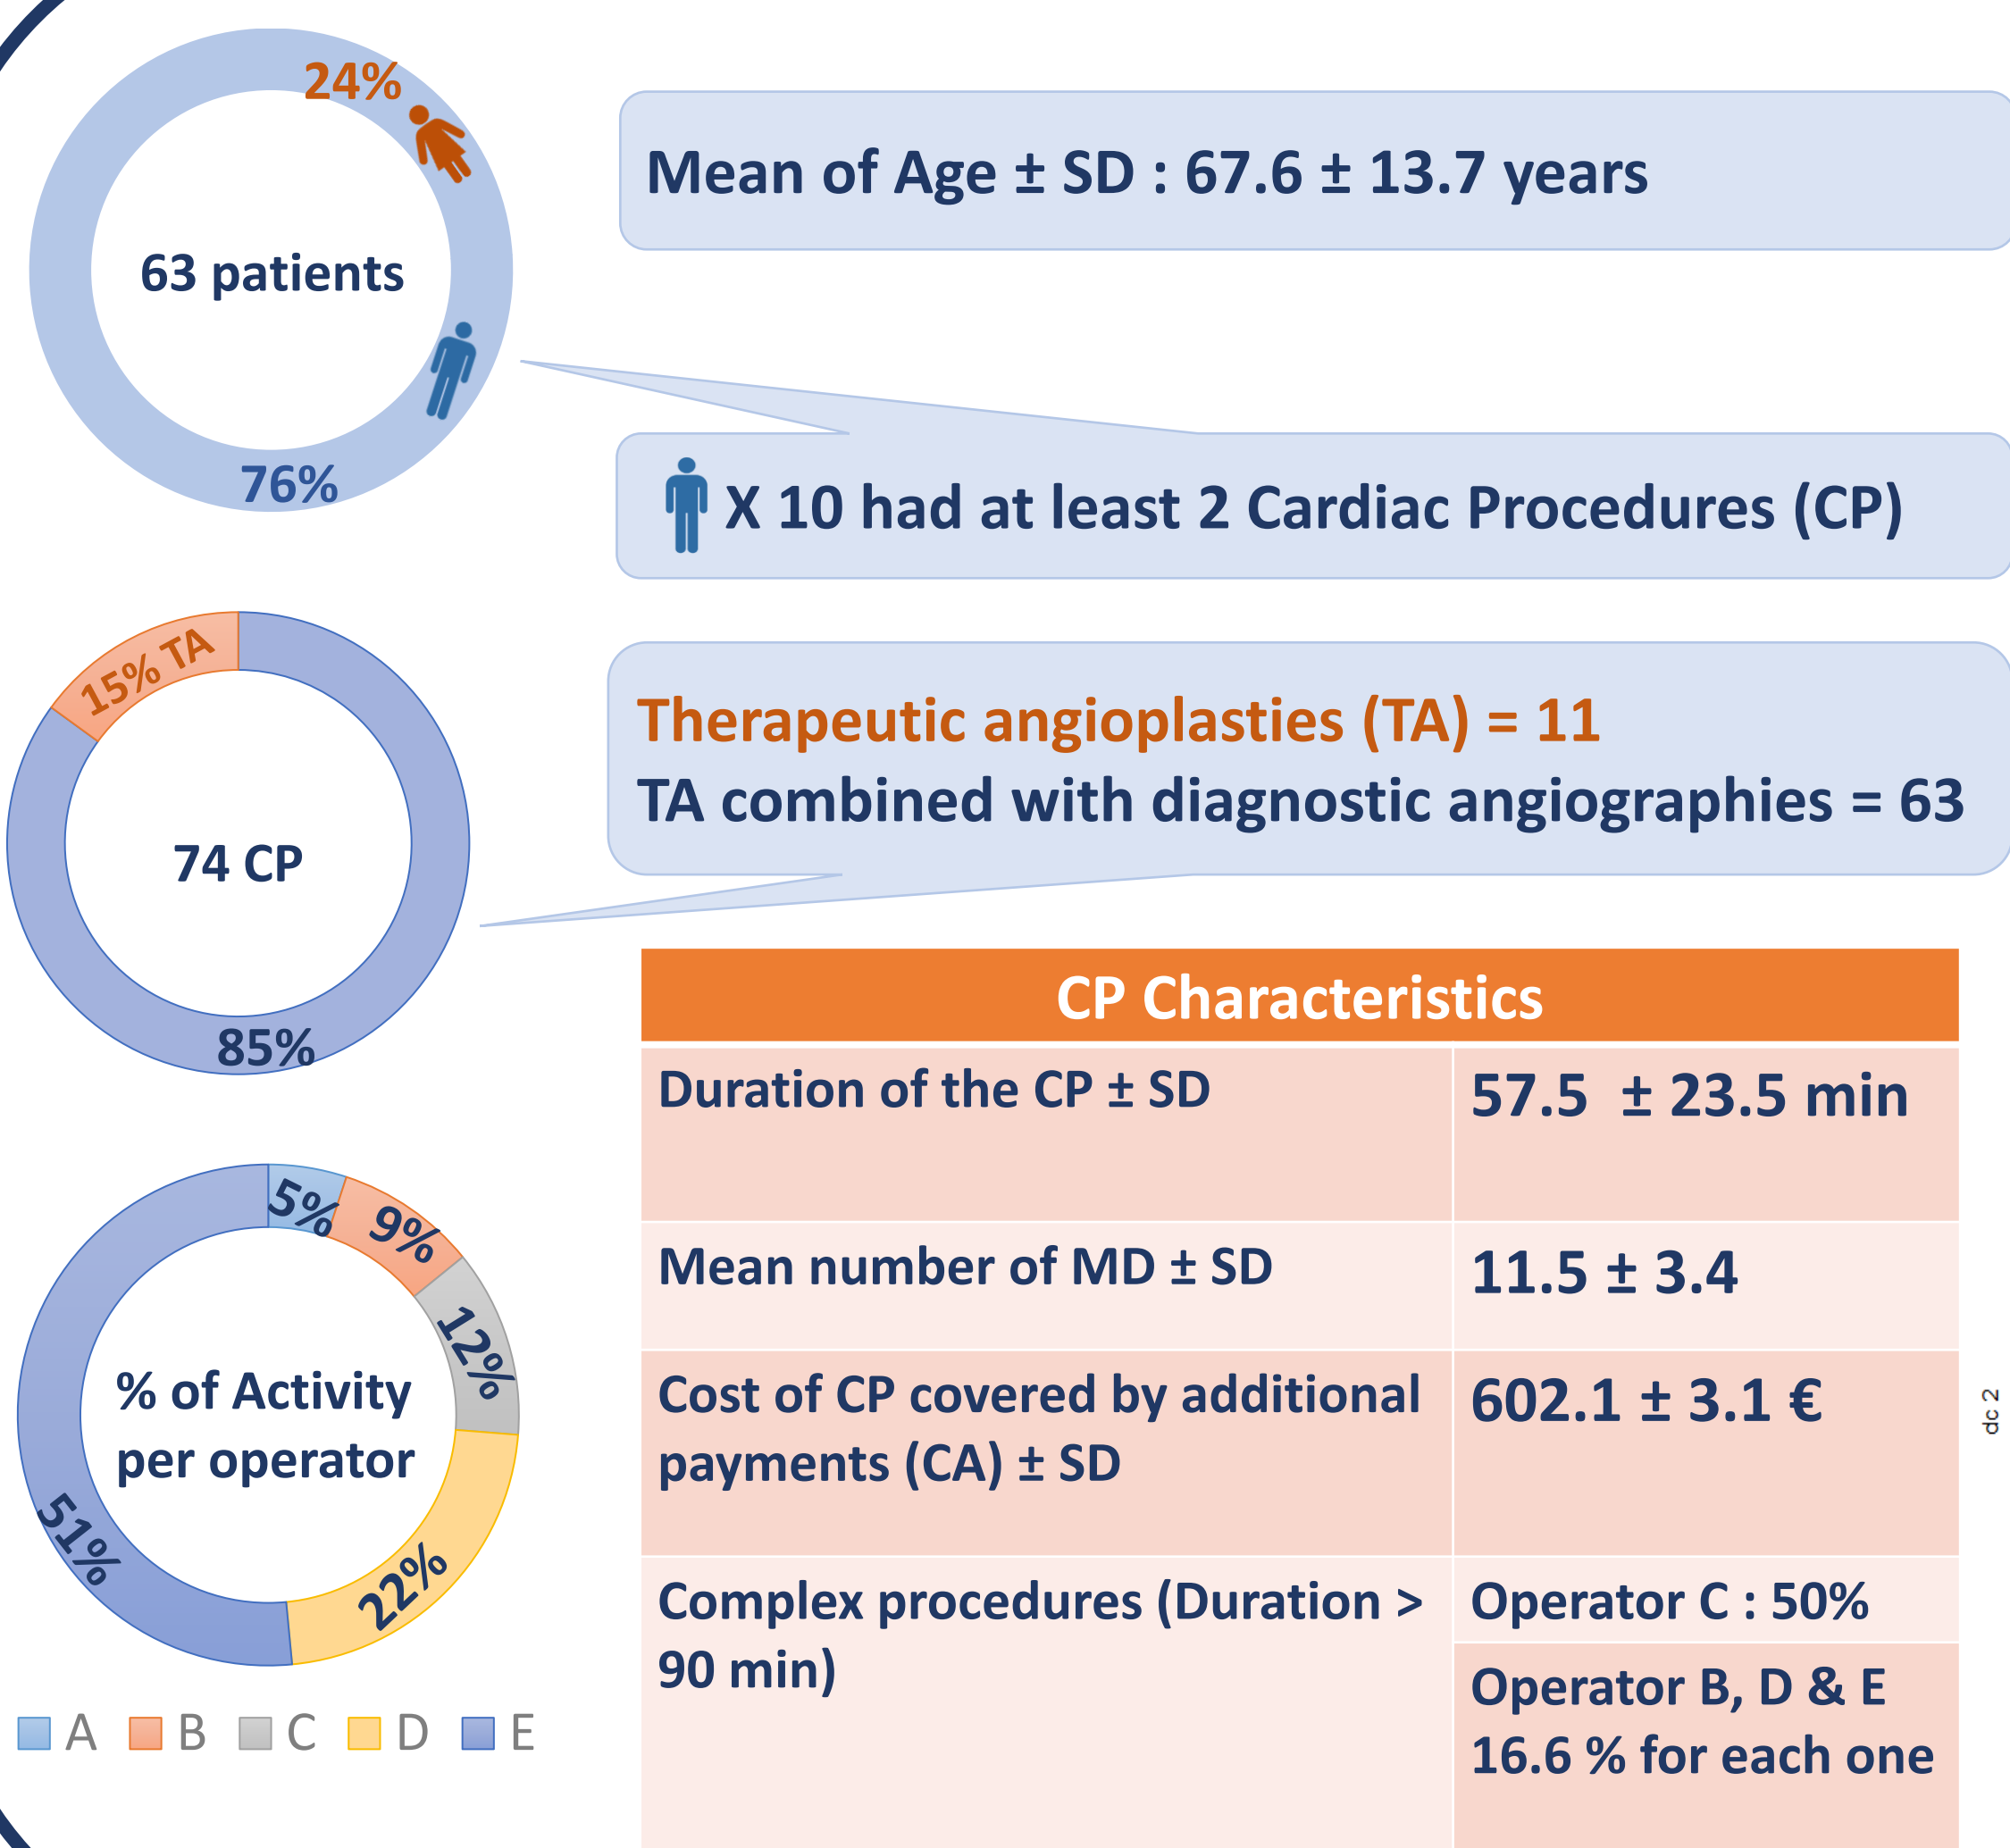 24%
63 patients
76%
Mean of Age ± SD : 67.6 ± 13.7 years
X 10 had at least 2 Cardiac Procedures (CP)
15% TA
74 CP
85%
Therapeutic angioplasties (TA) = 11
TA combined with diagnostic angiographies = 63
5%
9%
12%
22%
51%
% of Activity
per operator
A B C D E
CP Characteristics
Duration of the CP ± SD
57.5 ± 23.5 min
Mean number of MD ± SD
11.5 ± 3.4
Cost of CP covered by additional
payments (CA) ± SD
602.1 ± 3.1 €
Complex procedures (Duration >
90 min)
Operator C : 50%
Operator B, D & E
16.6 % for each one
dc 2